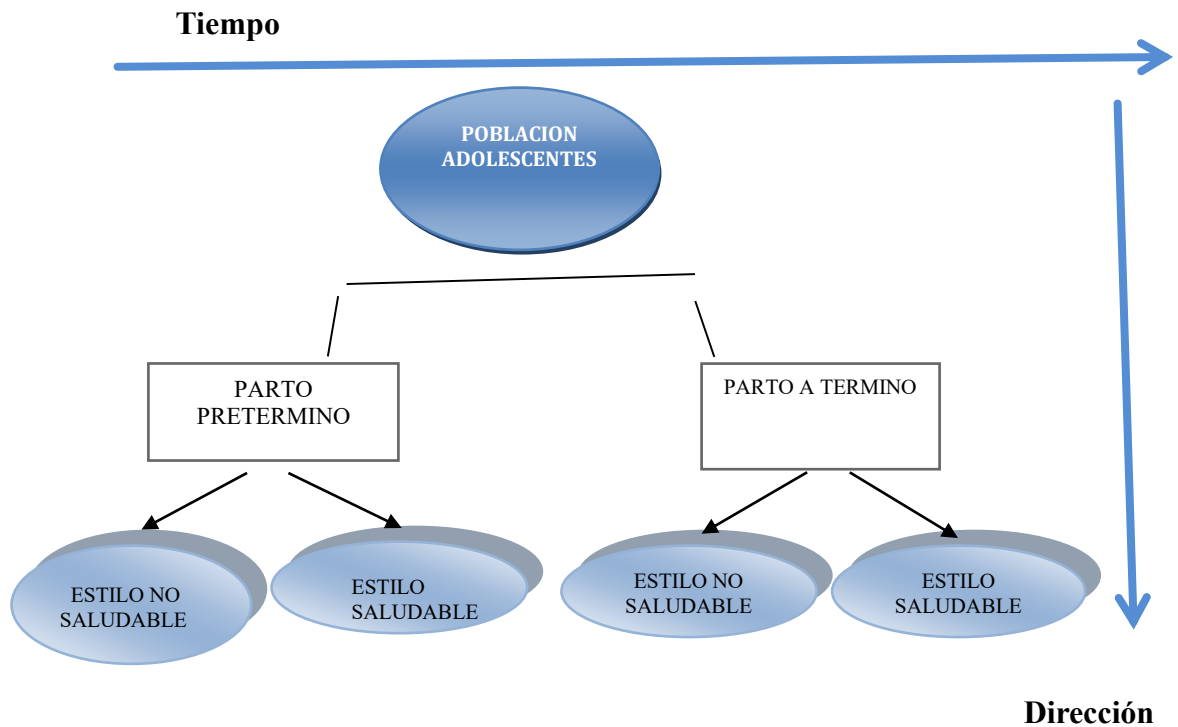 Tiempo
POBLACION
ADOLESCENTES
PARTO
PRETERMINO
PARTO A TERMINO
ESTILO NO
SALUDABLE
ESTILO
SALUDABLE
ESTILO NO
SALUDABLE
ESTILO
SALUDABLE
Dirección